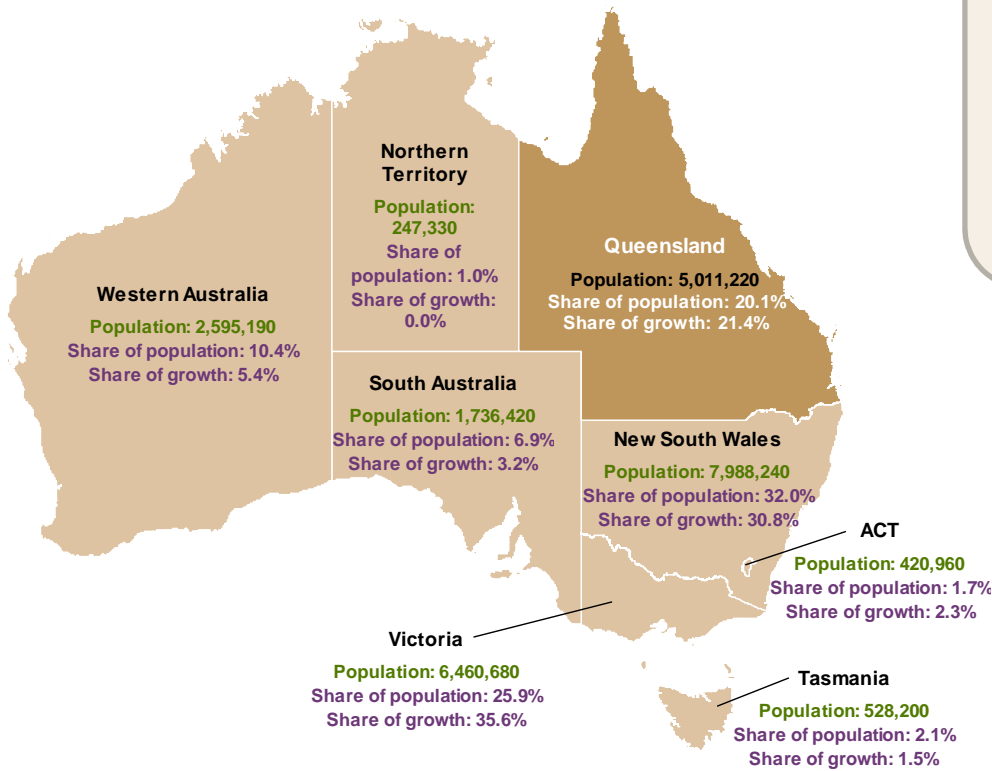 Northern
Territory
Population:
247,330
Share of
population: 1.0%
Share of growth:
0.0%
Queensland
Population: 5,011,220
Share of population: 20.1%
Share of growth: 21.4%
Western Australia
Population: 2,595,190
Share of population: 10.4%
Share of growth: 5.4%
South Australia
Population: 1,736,420
Share of population: 6.9%
Share of growth: 3.2%
New South Wales
Population: 7,988,240
Share of population: 32.0%
Share of growth: 30.8%
ACT
Population: 420,960
Share of population: 1.7%
Share of growth: 2.3%
Victoria
Population: 6,460,680
Share of population: 25.9%
Share of growth: 35.6%
Tasmania
Population: 528,200
Share of population: 2.1%
Share of growth: 1.5%